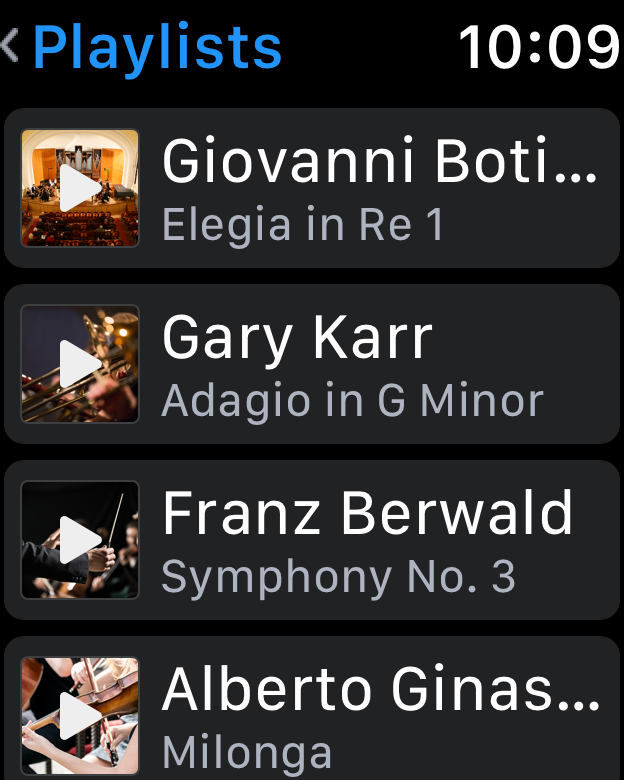 Playlists
10:09
Giovanni Boti...
Elegia in Re 1
Gary Karr
Adagio in G Minor
Franz Berwald
Symphony No. 3
Alberto Ginas...
Milonga